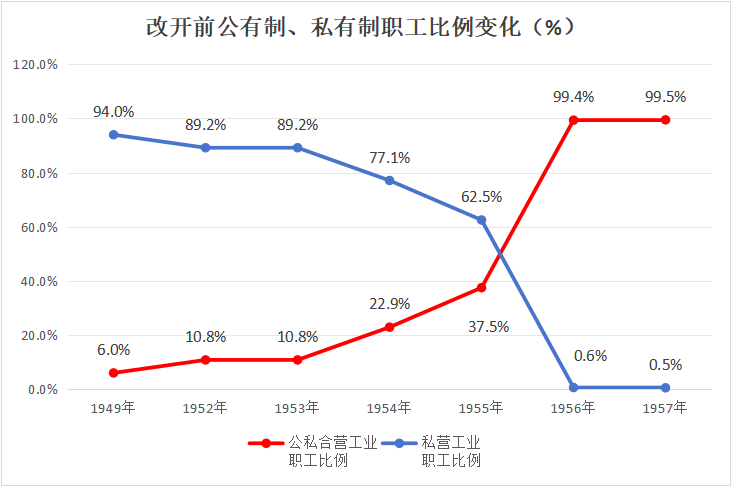 改开前公有制、私有制职工比例变化（%）
120.0%
100.0%
80.0%
60.0%
40.0%
20.0%
0.0%
94.0%
89.2%
89.2%
77.1%
62.5%
0.6%
0.5%
6.0%
10.8%
10.8%
22.9%
37.5%
99.4%
99.5%
1949年
1952年
1953年
1954年
1955年
1956年
1957年
公私合营工业
职工比例
私营工业
职工比例